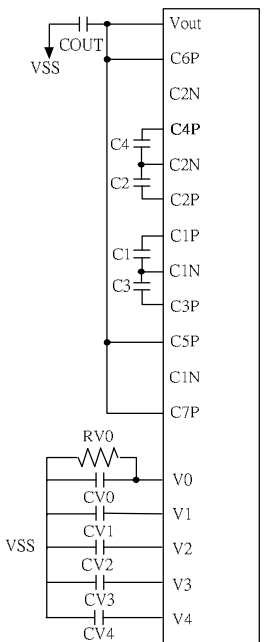 Vout
COUT
VSS
C6P
C2N
C4P
C4
C2N
C2
C2P
C1P
C1
C1N
C3
C3P
C5P
C1N
C7P
RV0
V0
CV0
V1
CV1
VSS
V2
CV2
V3
CV3
V4
CV4